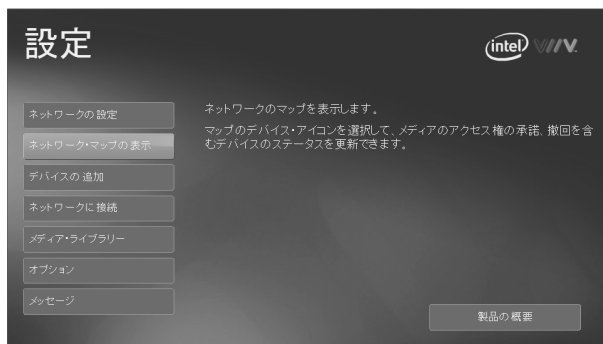 設定
intel VIIV
ネットワークの設定
ネットワーク・マップの表示
デバイスの追加
ネットワークに接続
メディア・ライブラリー
オプション
メッセージ
ネットワークのマップを表示します。
マップのデバイス・アイコンを選択して、メディアのアクセス権の承諾、撤回を含
むデバイスのステータスを更新できます。
製品の概要